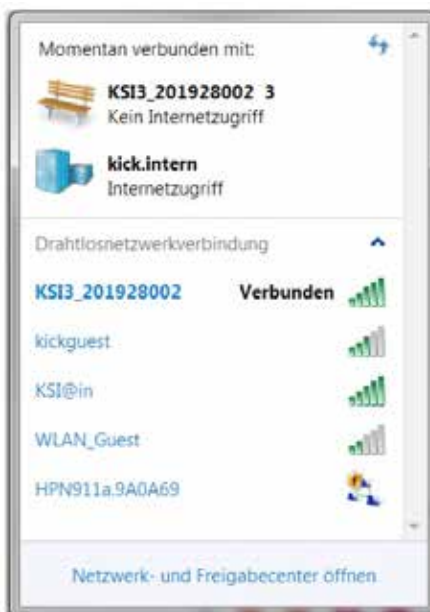 Momentan verbunden mit:
KSI3_201928002 3
Kein Internetzugriff
kick.intern
Internetzugriff
Drahtlosnetzwerkverbindung
KSI3_201928002 Verbunden
kickguest
KSI@in
WLAN_Guest
HPN911a.9A0A69
Netzwerk- und Freigabecenter öffnen